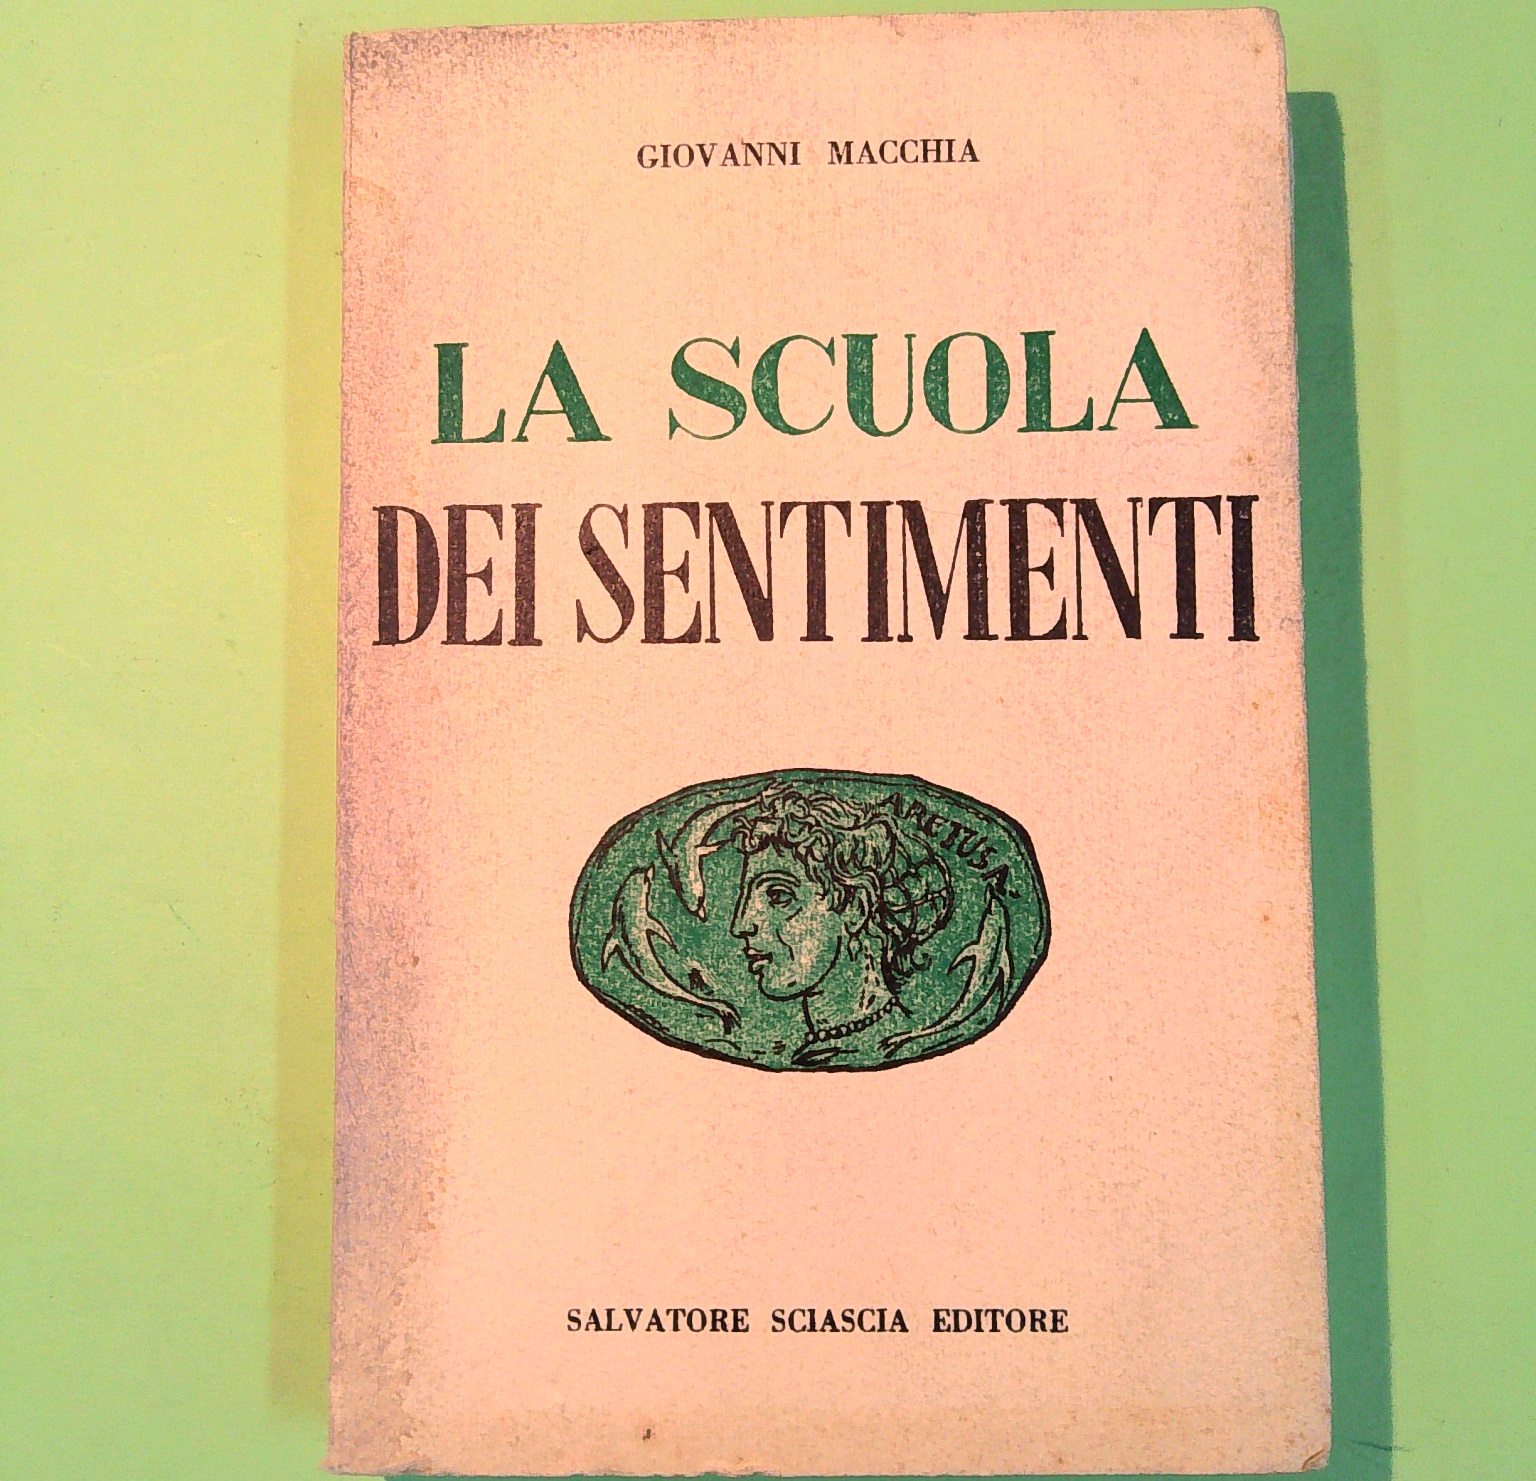 GIOVANNI MACCHIA
LA SCUOLA
DEI SENTIMENTI
ARETUSA
SALVATORE SCIASCIA EDITORE